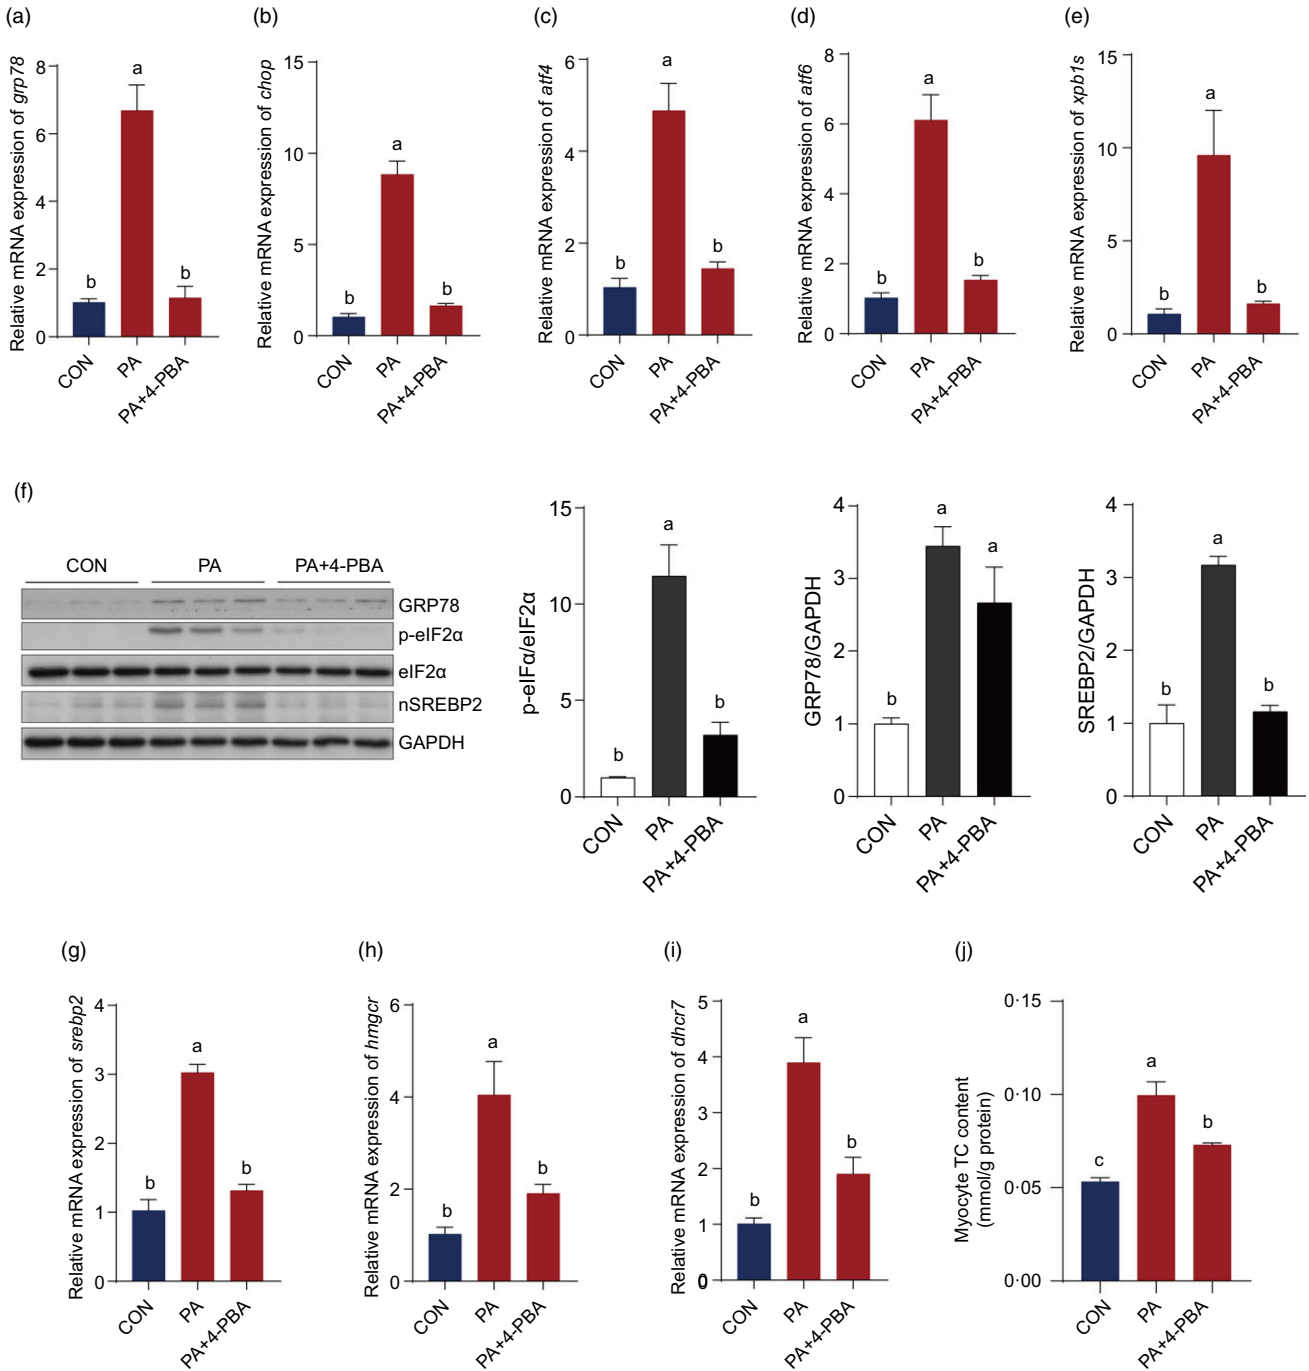 (a)
Relative mRNA expression of grp78
8
6
4
2
0
b
a
b
CON
PA
PA+4-PBA
(b)
Relative mRNA expression of chop
15
10
5
0
b
a
b
CON
PA
PA+4-PBA
(c)
Relative mRNA expression of atf4
6
4
2
0
b
a
b
CON
PA
PA+4-PBA
(d)
Relative mRNA expression of atf6
8
6
4
2
0
b
a
b
CON
PA
PA+4-PBA
(e)
Relative mRNA expression of xpb1s
15
10
5
0
b
a
b
CON
PA
PA+4-PBA
(f)
CON PA PA+4-PBA
GRP78
p-eIF2α
eIF2α
nSREBP2
GAPDH
p-eIFα/eIF2α
15
10
5
0
b
a
b
CON
PA
PA+4-PBA
GRP78/GAPDH
4
3
2
1
0
b
a
a
CON
PA
PA+4-PBA
SREBP2/GAPDH
4
3
2
1
0
b
a
b
CON
PA
PA+4-PBA
(g)
Relative mRNA expression of srebp2
4
3
2
1
0
b
a
b
CON
PA
PA+4-PBA
(h)
Relative mRNA expression of hmgcr
6
4
2
0
b
a
b
CON
PA
PA+4-PBA
(i)
Relative mRNA expression of dhcr7
5
4
3
2
1
0
0
b
a
b
CON
PA
PA+4-PBA
(j)
Myocyte TC content
(mmol/g protein)
0·15
0·10
0·05
0·00
c
a
b
CON
PA
PA+4-PBA